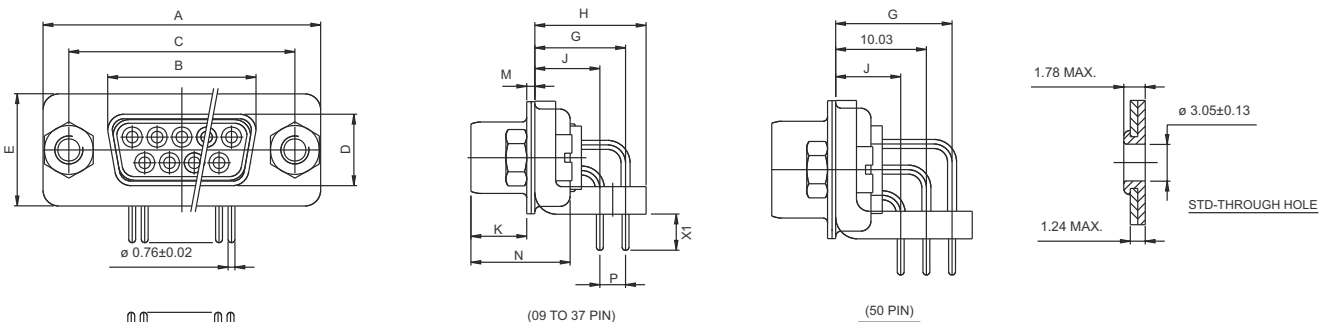 A
C
B
E
D
ø 0.76±0.02
H
G
J
M
K
N
X1
P
(09 TO 37 PIN)
G
10.03
J
(50 PIN)
1.78 MAX.
ø 3.05±0.13
1.24 MAX.
STD-THROUGH HOLE